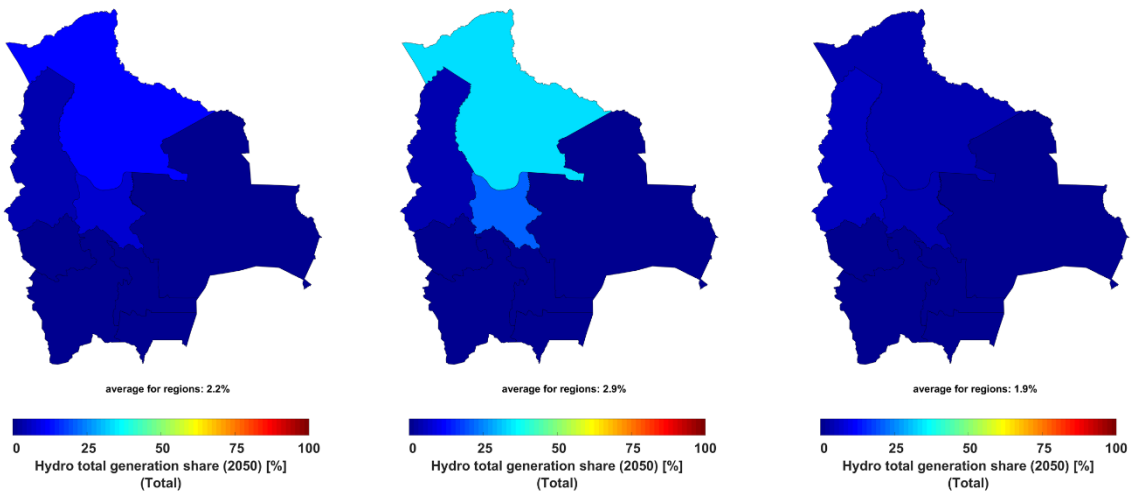 average for regions: 2.2%
average for regions: 2.9%
average for regions: 1.9%
0 25 50 75 100
0 25 50 75 100
0 25 50 75 100
Hydro total generation share (2050) [%]
(Total)
Hydro total generation share (2050) [%]
(Total)
Hydro total generation share (2050) [%]
(Total)